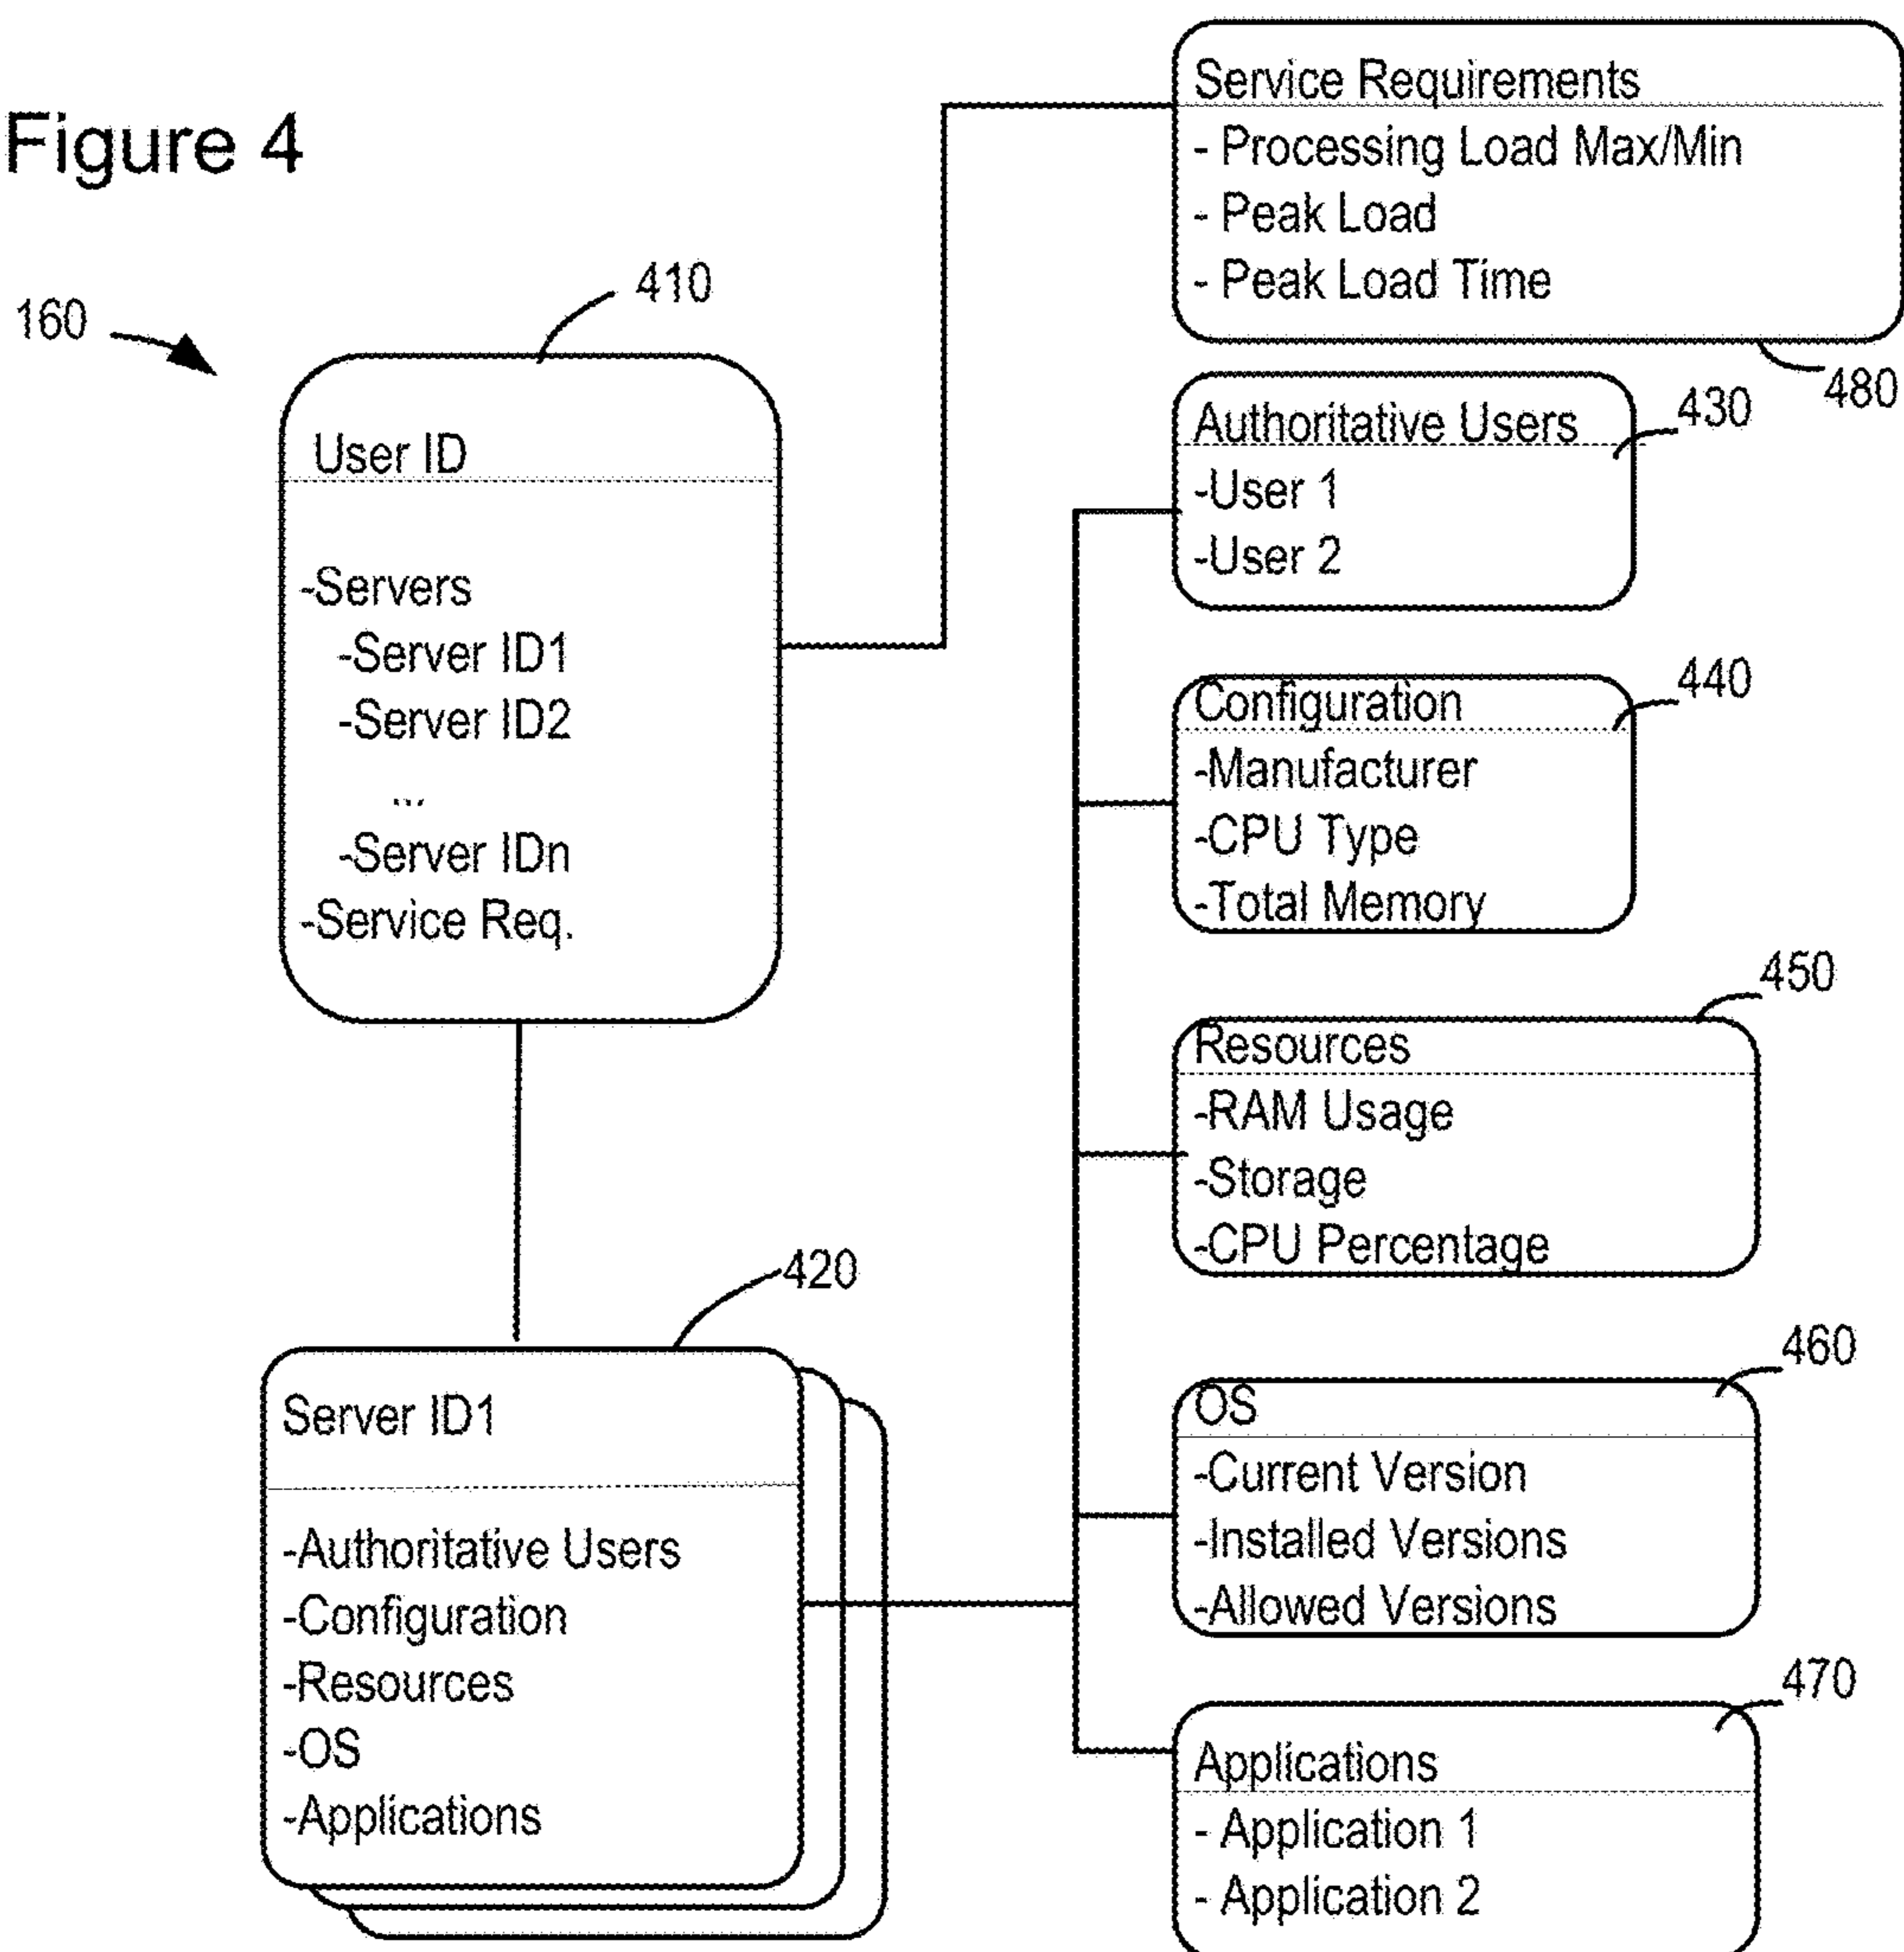 Figure 4
160
410
User ID
-Servers
-Server ID1
-Server ID2
...
-Server IDn
-Service Req.
420
Server ID1
-Authoritative Users
-Configuration
-Resources
-OS
-Applications
Service Requirements
- Processing Load Max/Min
- Peak Load
- Peak Load Time
480
Authoritative Users
430
-User 1
-User 2
Configuration
440
-Manufacturer
-CPU Type
-Total Memory
450
Resources
-RAM Usage
-Storage
-CPU Percentage
460
OS
-Current Version
-Installed Versions
-Allowed Versions
470
Applications
- Application 1
- Application 2